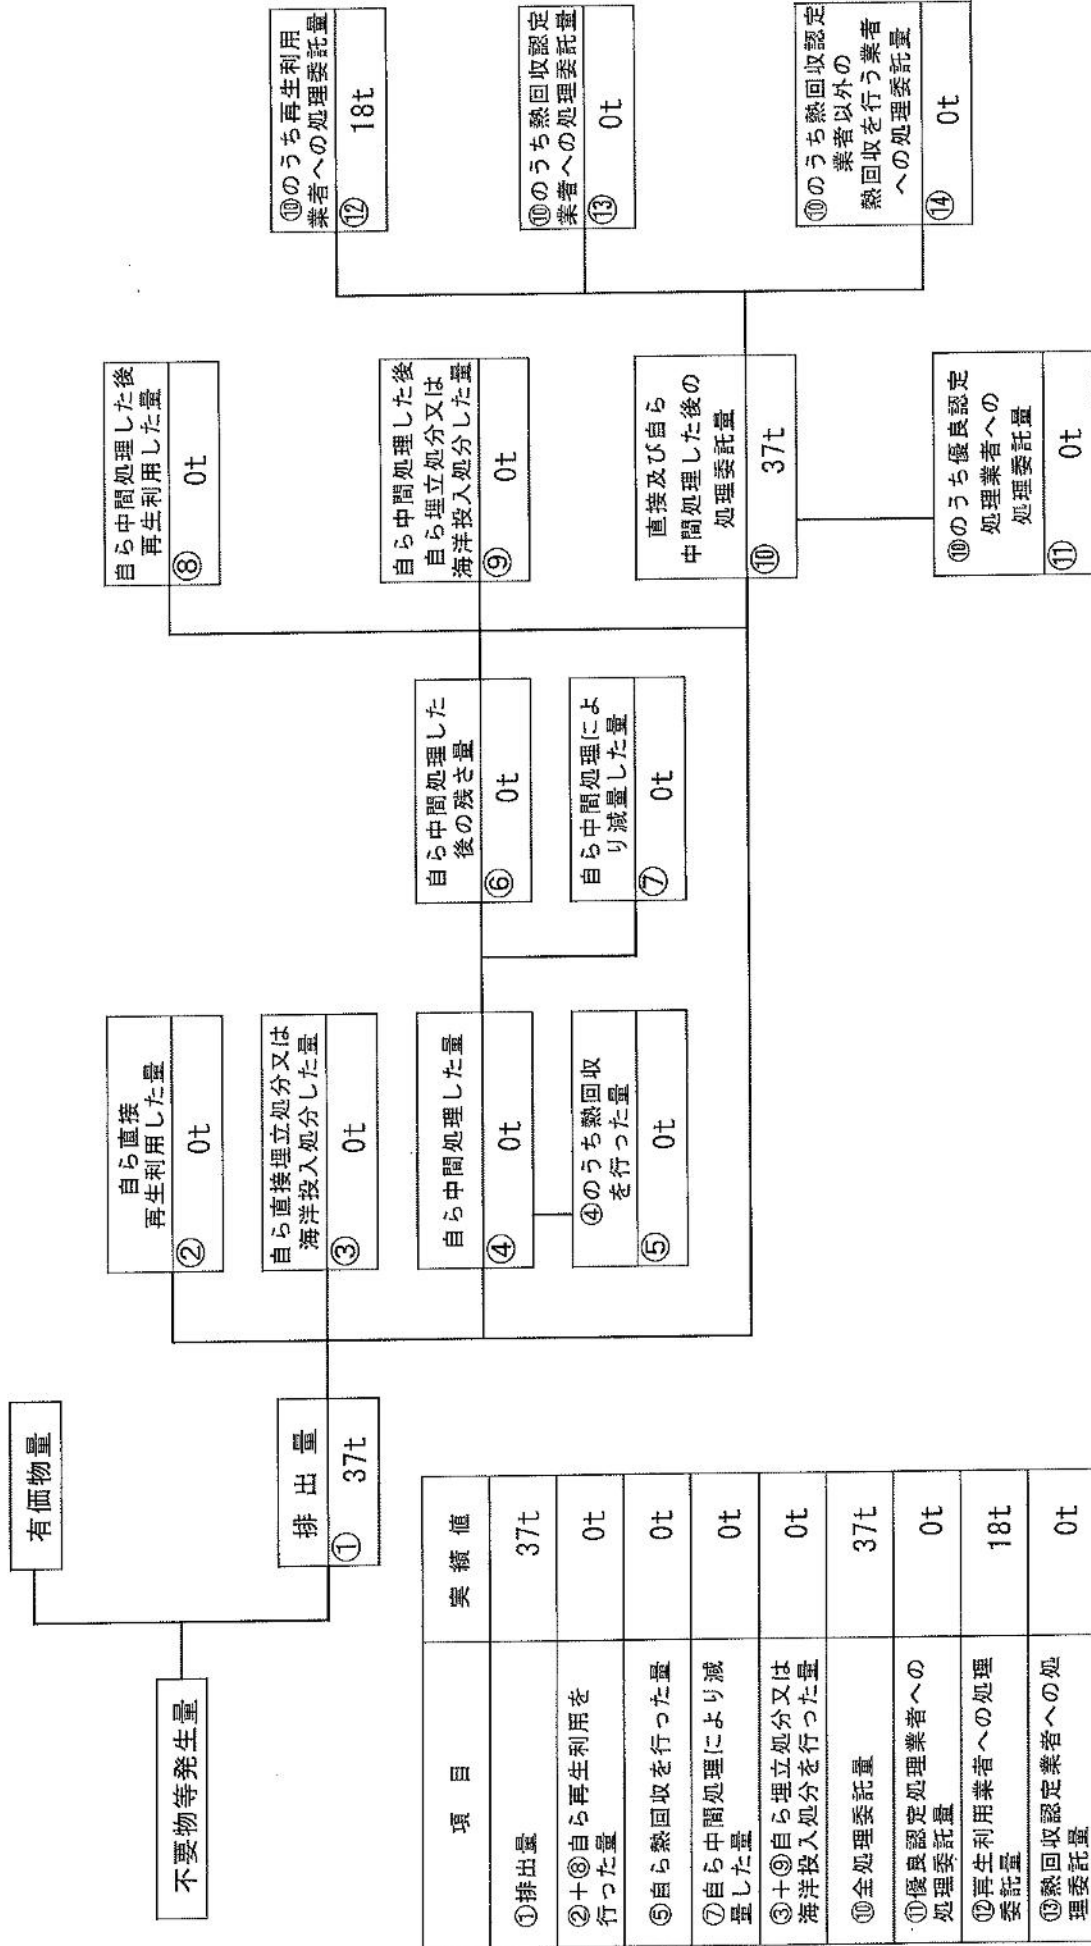 不要物等発生量
有価物量
排出量
① 37t
自ら直接
再生利用した量
② 0t
自ら直接埋立処分又は
海洋投入処分した量
③ 0t
自ら中間処理した量
④ 0t
④のうち熱回収
を行った量
⑤ 0t
自ら中間処理した
後の残さ量
⑥ 0t
自ら中間処理によ
り減量した量
⑦ 0t
自ら中間処理した後
再生利用した量
⑧ 0t
自ら中間処理した後
自ら埋立処分又は
海洋投入処分した量
⑨ 0t
直接及び自ら
中間処理した後の
処理委託量
⑩ 37t
⑩のうち優良認定
処理業者への
処理委託量
⑪ 0t
⑩のうち再生利用
業者への処理委託量
⑫ 18t
⑩のうち熱回収認定
業者への処理委託量
⑬ 0t
⑩のうち熱回収認定
業者以外の
熱回収を行う業者
への処理委託量
⑭ 0t
項目 実績値
①排出量 37t
②+⑧自ら再生利用を
行った量 0t
⑤自ら熱回収を行った量 0t
⑦自ら中間処理により減
量した量 0t
③+⑨自ら埋立処分又は
海洋投入処分を行った量 0t
⑩全処理委託量 37t
⑪優良認定処理業者への
処理委託量 0t
⑫再生利用業者への処理
委託量 18t
⑬熱回収認定業者への処
理委託量 0t